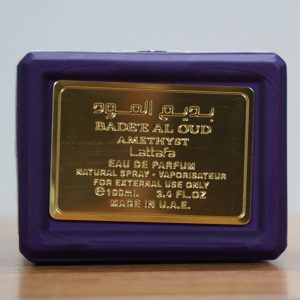 بديع العود
BADE'E AL OUD
AMETHYST
Lattafa
EAU DE PARFUM
NATURAL SPRAY - VAPORISATEUR
FOR EXTERNAL USE ONLY
℮100ml. 3.4 FL.OZ
MADE IN U.A.E.